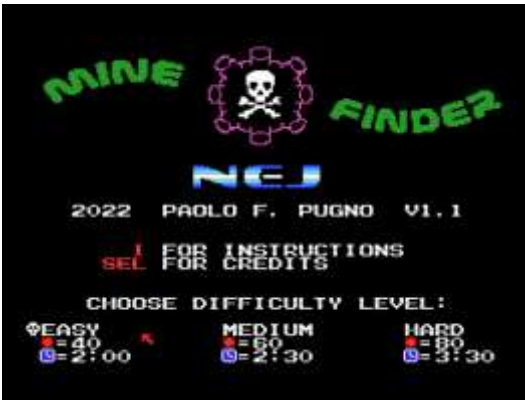 MINE FINDER
NEJ
2022 PAOLO F. PUGNO V1.1
I FOR INSTRUCTIONS
SEL FOR CREDITS
CHOOSE DIFFICULTY LEVEL:
EASY MEDIUM HARD
=40 =60 =80
=2:00 =2:30 =3:30